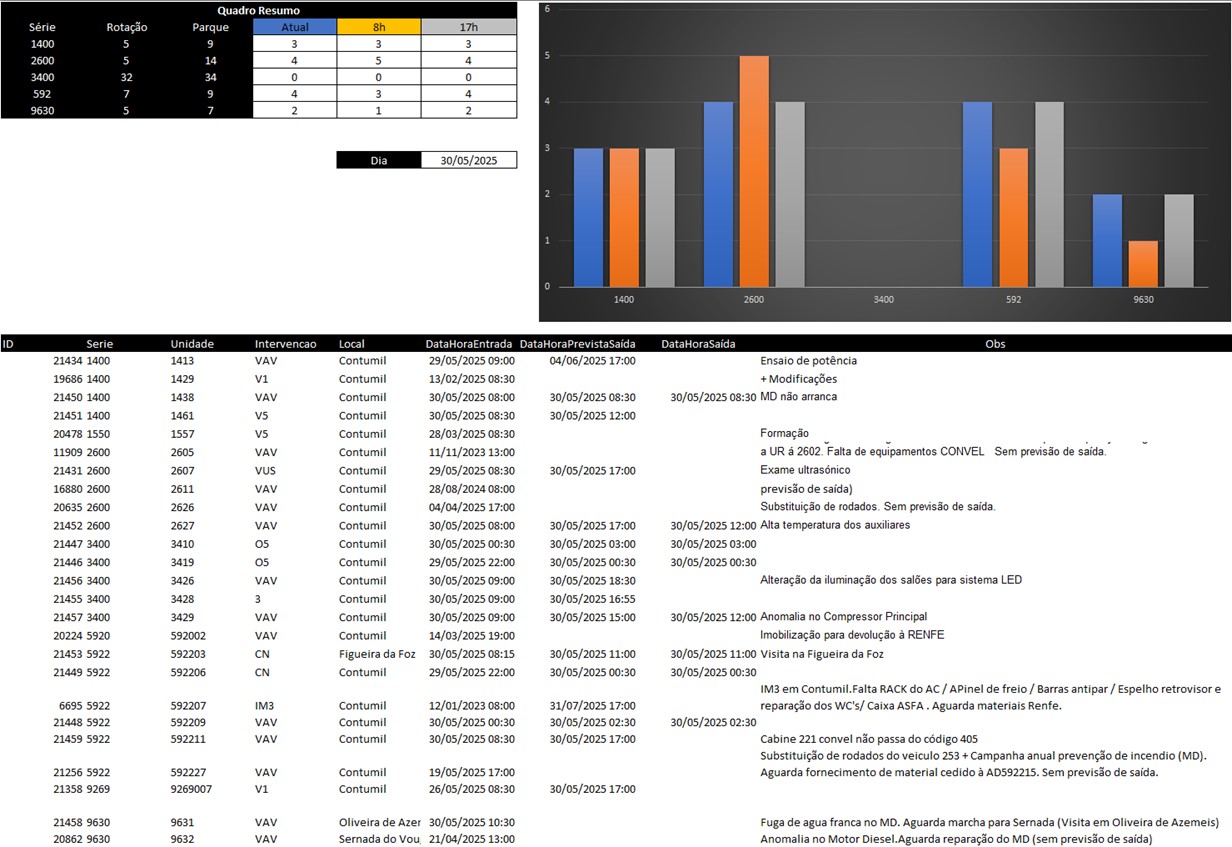 Quadro Resumo
Série Rotação Parque Atual 8h 17h
1400 5 9 3 3 3
2600 5 14 4 5 4
3400 32 34 0 0 0
592 7 9 4 3 4
9630 5 7 2 1 2
Dia 30/05/2025
6
5
4
3
2
1
0
1400 2600 3400 592 9630
ID Serie Unidade Intervencao Local DataHoraEntrada DataHoraPrevistaSaída DataHoraSaída Obs
21434 1400 1413 VAV Contumil 29/05/2025 09:00 04/06/2025 17:00 Ensaio de potência
19686 1400 1429 V1 Contumil 13/02/2025 08:30 + Modificações
21450 1400 1438 VAV Contumil 30/05/2025 08:00 30/05/2025 08:30 30/05/2025 08:30 MD não arranca
21451 1400 1461 V5 Contumil 30/05/2025 08:30 30/05/2025 12:00
20478 1550 1557 V5 Contumil 28/03/2025 08:30 Formação
11909 2600 2605 VAV Contumil 11/11/2023 13:00 a UR á 2602. Falta de equipamentos CONVEL Sem previsão de saída.
21431 2600 2607 VUS Contumil 29/05/2025 08:30 30/05/2025 17:00 Exame ultrasónico
16880 2600 2611 VAV Contumil 28/08/2024 08:00 previsão de saída)
20635 2600 2626 VAV Contumil 04/04/2025 17:00 Substituição de rodados. Sem previsão de saída.
21452 2600 2627 VAV Contumil 30/05/2025 08:00 30/05/2025 17:00 30/05/2025 12:00 Alta temperatura dos auxiliares
21447 3400 3410 O5 Contumil 30/05/2025 00:30 30/05/2025 03:00 30/05/2025 03:00
21446 3400 3419 O5 Contumil 29/05/2025 22:00 30/05/2025 00:30 30/05/2025 00:30
21456 3400 3426 VAV Contumil 30/05/2025 09:00 30/05/2025 18:30 Alteração da iluminação dos salões para sistema LED
21455 3400 3428 3 Contumil 30/05/2025 09:00 30/05/2025 16:55
21457 3400 3429 VAV Contumil 30/05/2025 09:00 30/05/2025 15:00 30/05/2025 12:00 Anomalia no Compressor Principal
20224 5920 592002 VAV Contumil 14/03/2025 19:00 Imobilização para devolução à RENFE
21453 5922 592203 CN Figueira da Foz 30/05/2025 08:15 30/05/2025 11:00 30/05/2025 11:00 Visita na Figueira da Foz
21449 5922 592206 CN Contumil 29/05/2025 22:00 30/05/2025 00:30 30/05/2025 00:30
IM3 em Contumil.Falta RACK do AC / APinel de freio / Barras antipar / Espelho retrovisor e
6695 5922 592207 IM3 Contumil 12/01/2023 08:00 31/07/2025 17:00 reparação dos WC's/ Caixa ASFA . Aguarda materiais Renfe.
21448 5922 592209 VAV Contumil 30/05/2025 00:30 30/05/2025 02:30 30/05/2025 02:30
21459 5922 592211 VAV Contumil 30/05/2025 08:30 30/05/2025 17:00 Cabine 221 convel não passa do código 405
Substituição de rodados do veiculo 253 + Campanha anual prevenção de incendio (MD).
21256 5922 592227 VAV Contumil 19/05/2025 17:00 Aguarda fornecimento de material cedido à AD592215. Sem previsão de saída.
21358 9269 9269007 V1 Contumil 26/05/2025 08:30 30/05/2025 17:00
21458 9630 9631 VAV Oliveira de Azer 30/05/2025 10:30 Fuga de agua franca no MD. Aguarda marcha para Sernada (Visita em Oliveira de Azemeis)
20862 9630 9632 VAV Sernada do Vou 21/04/2025 13:00 Anomalia no Motor Diesel.Aguarda reparação do MD (sem previsão de saída)